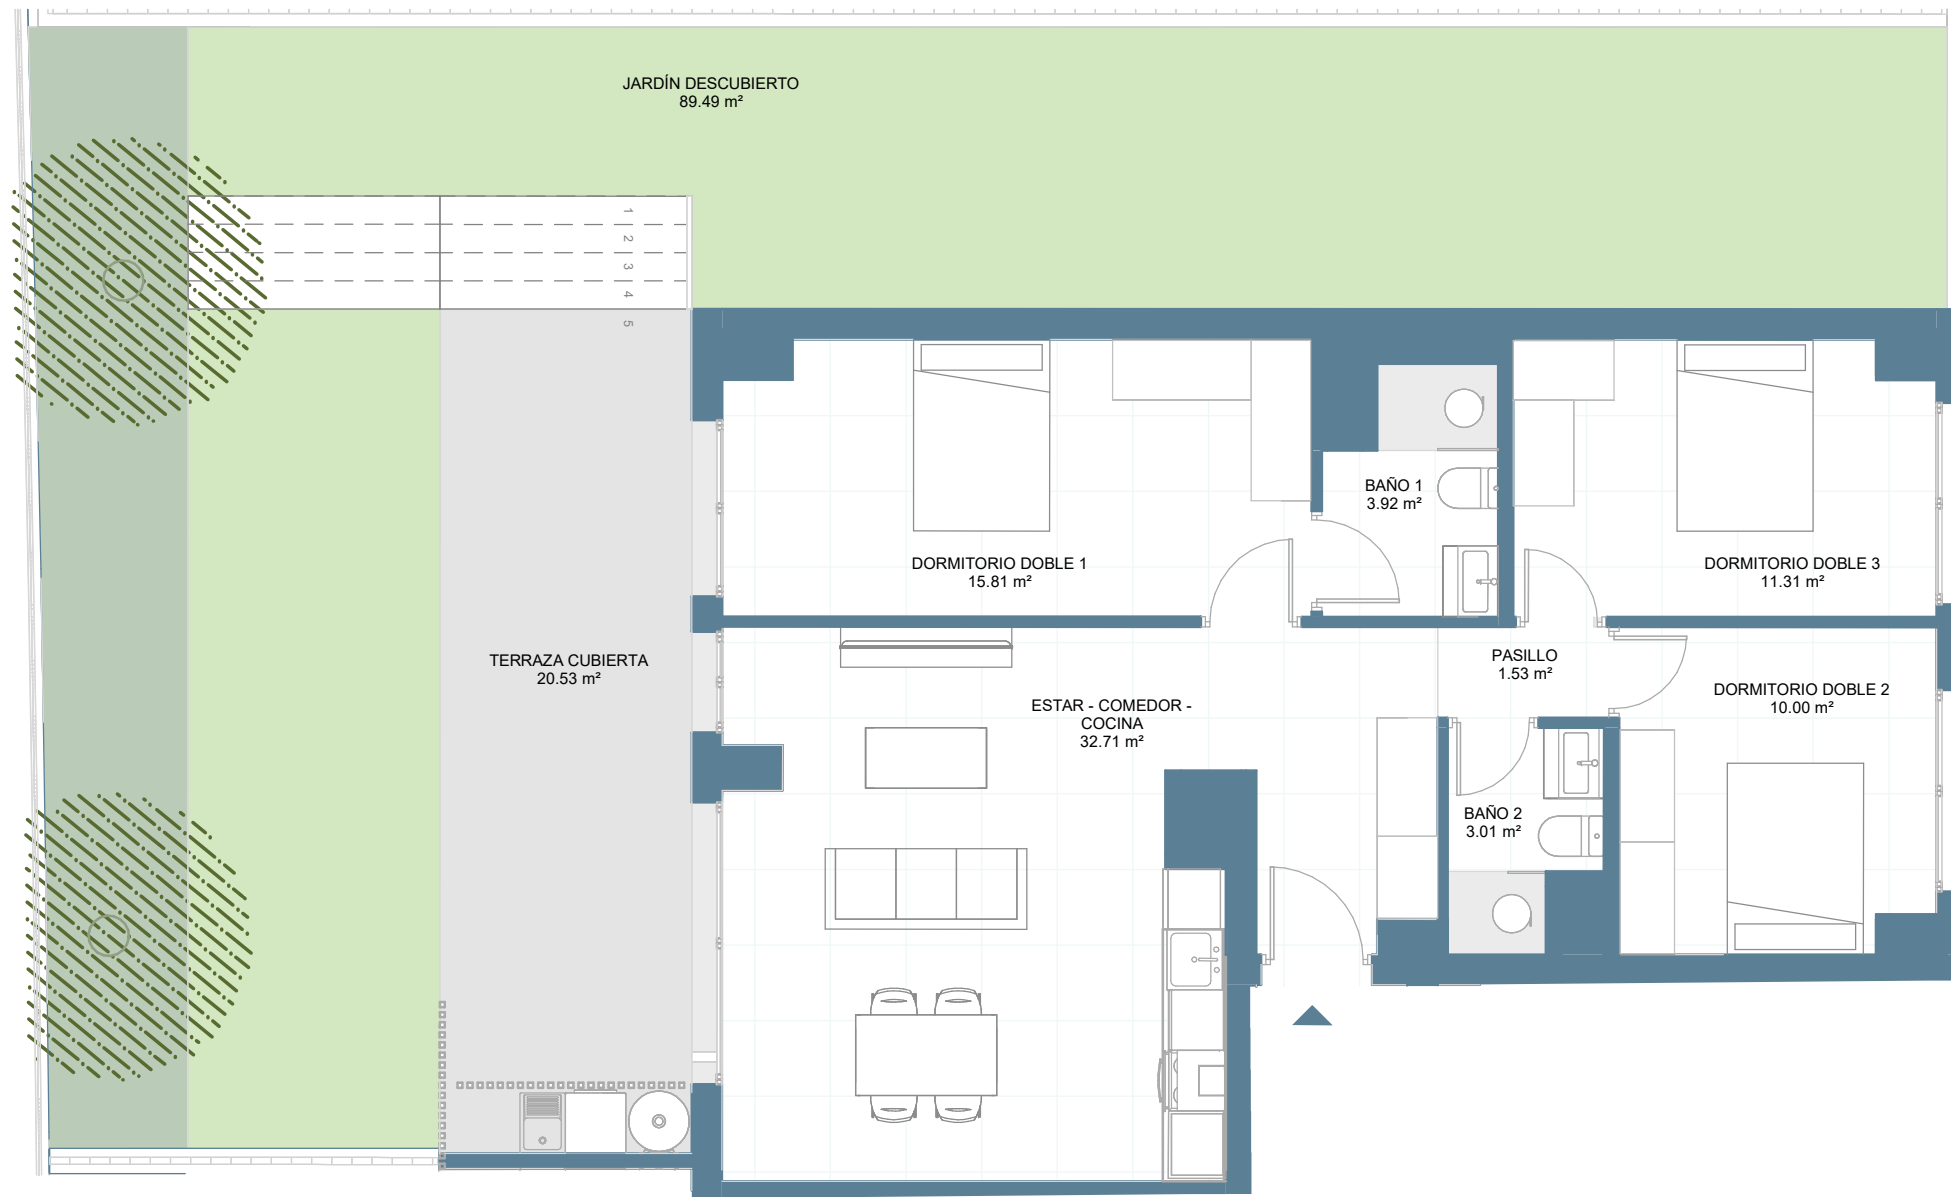 JARDÍN DESCUBIERTO
89.49 m²
1
2
3
4
5
BAÑO 1
3.92 m²
DORMITORIO DOBLE 1
15.81 m²
DORMITORIO DOBLE 3
11.31 m²
TERRAZA CUBIERTA
20.53 m²
PASILLO
1.53 m²
ESTAR - COMEDOR -
COCINA
32.71 m²
DORMITORIO DOBLE 2
10.00 m²
BAÑO 2
3.01 m²